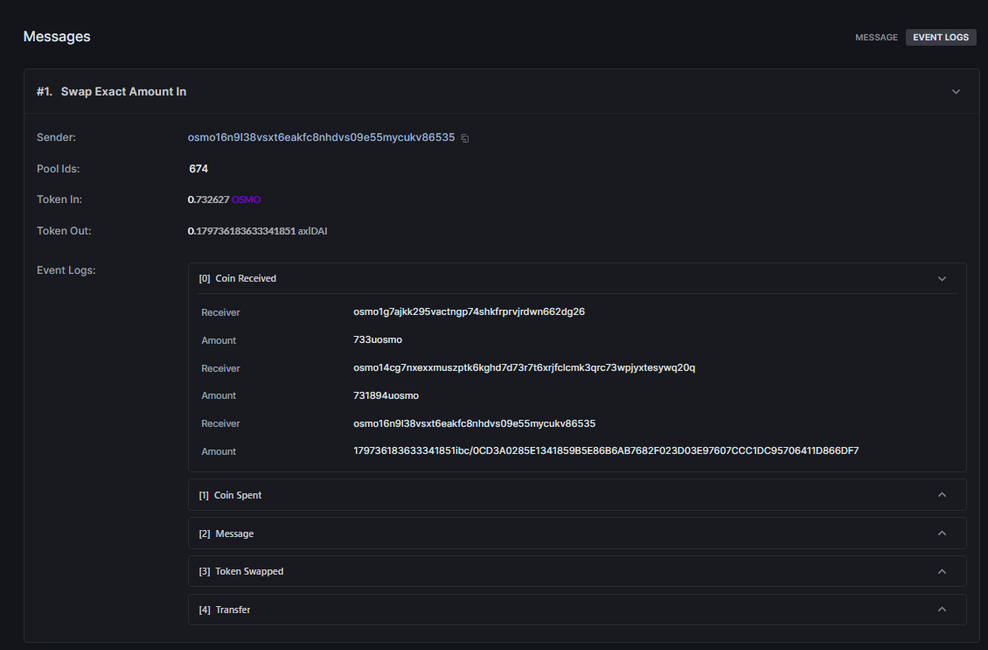 Messages
MESSAGE EVENT LOGS
#1. Swap Exact Amount In
Sender: osmo16n9l38vsxt6eakfc8nhdvs09e55mycukv86535
Pool Ids: 674
Token In: 0.732627 OSMO
Token Out: 0.179736183633341851 axlDAI
Event Logs:
[0] Coin Received
Receiver osmo1g7ajkk295vactngp74shkfrprvjrdwn662dg26
Amount 733uosmo
Receiver osmo14cg7nxexxmuszptk6kghd7d73r7t6xrjfclcmk3qrc73wpjyxtesywq20q
Amount 731894uosmo
Receiver osmo16n9l38vsxt6eakfc8nhdvs09e55mycukv86535
Amount 179736183633341851ibc/0CD3A0285E1341859B5E86B6AB7682F023D03E97607CCC1DC95706411D866DF7
[1] Coin Spent
[2] Message
[3] Token Swapped
[4] Transfer